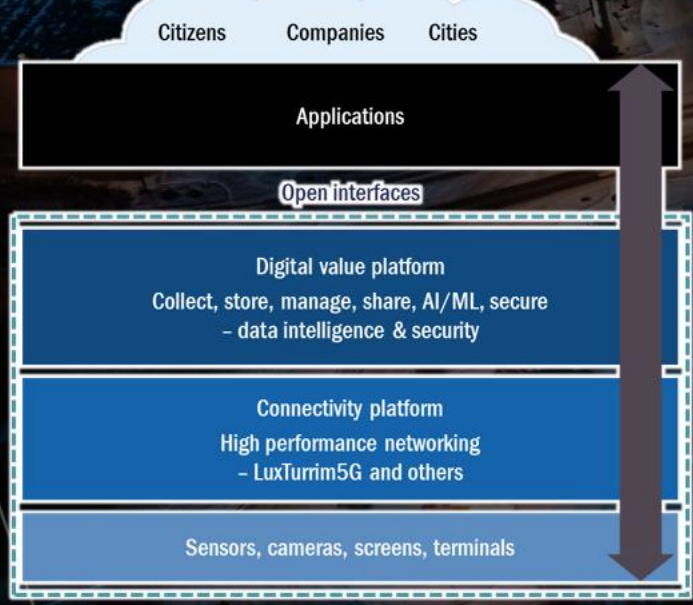 Citizens Companies Cities
Applications
Open interfaces
Digital value platform
Collect, store, manage, share, AI/ML, secure
– data intelligence & security
Connectivity platform
High performance networking
– LuxTurrim5G and others
Sensors, cameras, screens, terminals